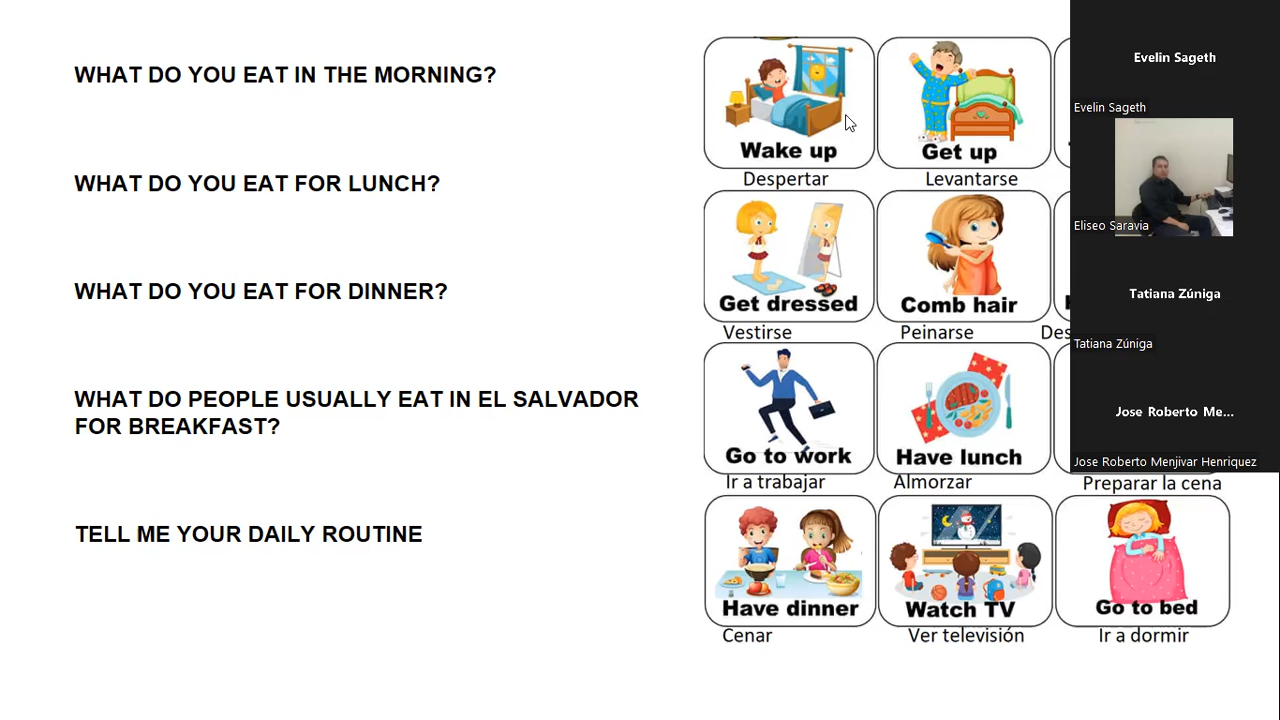 WHAT DO YOU EAT IN THE MORNING?
WHAT DO YOU EAT FOR LUNCH?
WHAT DO YOU EAT FOR DINNER?
WHAT DO PEOPLE USUALLY EAT IN EL SALVADOR
FOR BREAKFAST?
TELL ME YOUR DAILY ROUTINE
Wake up
Get up
Despertar
Levantarse
Get dressed
Comb hair
Vestirse
Peinarse
Des
Go to work
Have lunch
Ir a trabajar
Almorzar
Preparar la cena
Have dinner
Watch TV
Go to bed
Cenar
Ver televisión
Ir a dormir
Evelin Sageth
Evelin Sageth
Eliseo Saravia
Tatiana Zúniga
Tatiana Zúniga
Jose Roberto Me...
Jose Roberto Menjivar Henriquez